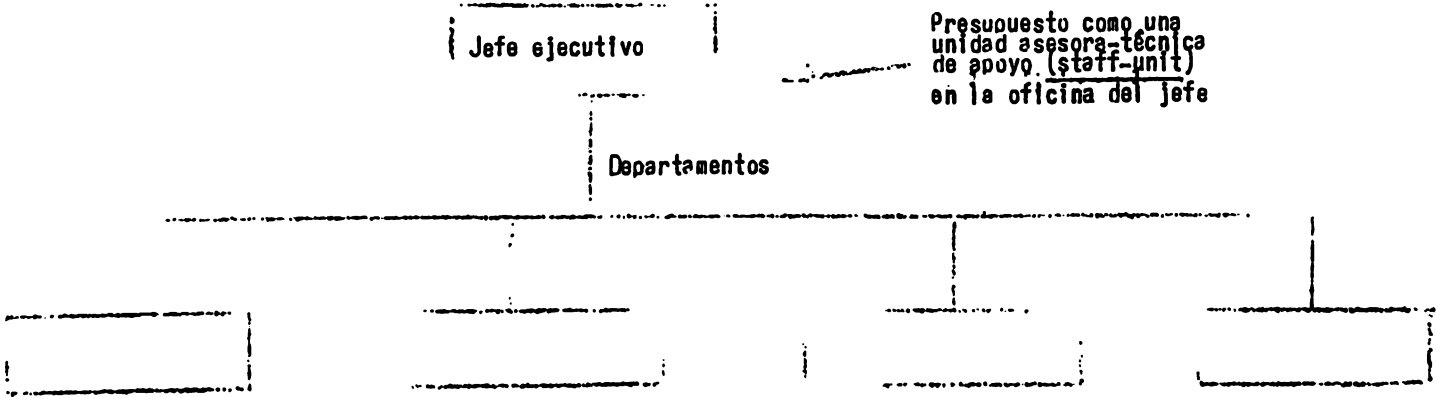 Jefe ejecutivo
Presupuesto como una
unidad asesora-técnica
de apoyo (staff-unit)
en la oficina del jefe
Departamentos